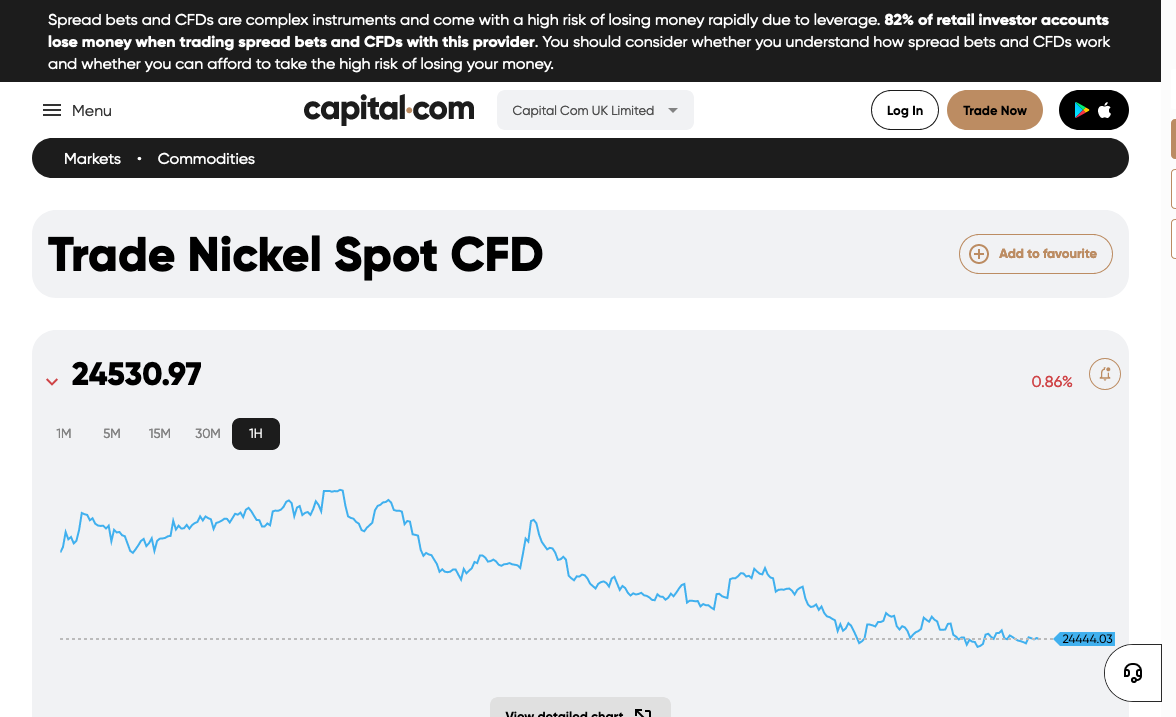 Spread bets and CFDs are complex instruments and come with a high risk of losing money rapidly due to leverage. 82% of retail investor accounts
lose money when trading spread bets and CFDs with this provider. You should consider whether you understand how spread bets and CFDs work
and whether you can afford to take the high risk of losing your money.
Menu
capital.com
Capital Com UK Limited
Log In
Trade Now
Markets • Commodities
Trade Nickel Spot CFD
Add to favourite
24530.97
0.86%
1M 5M 15M 30M 1H
24444.03
View detailed chart